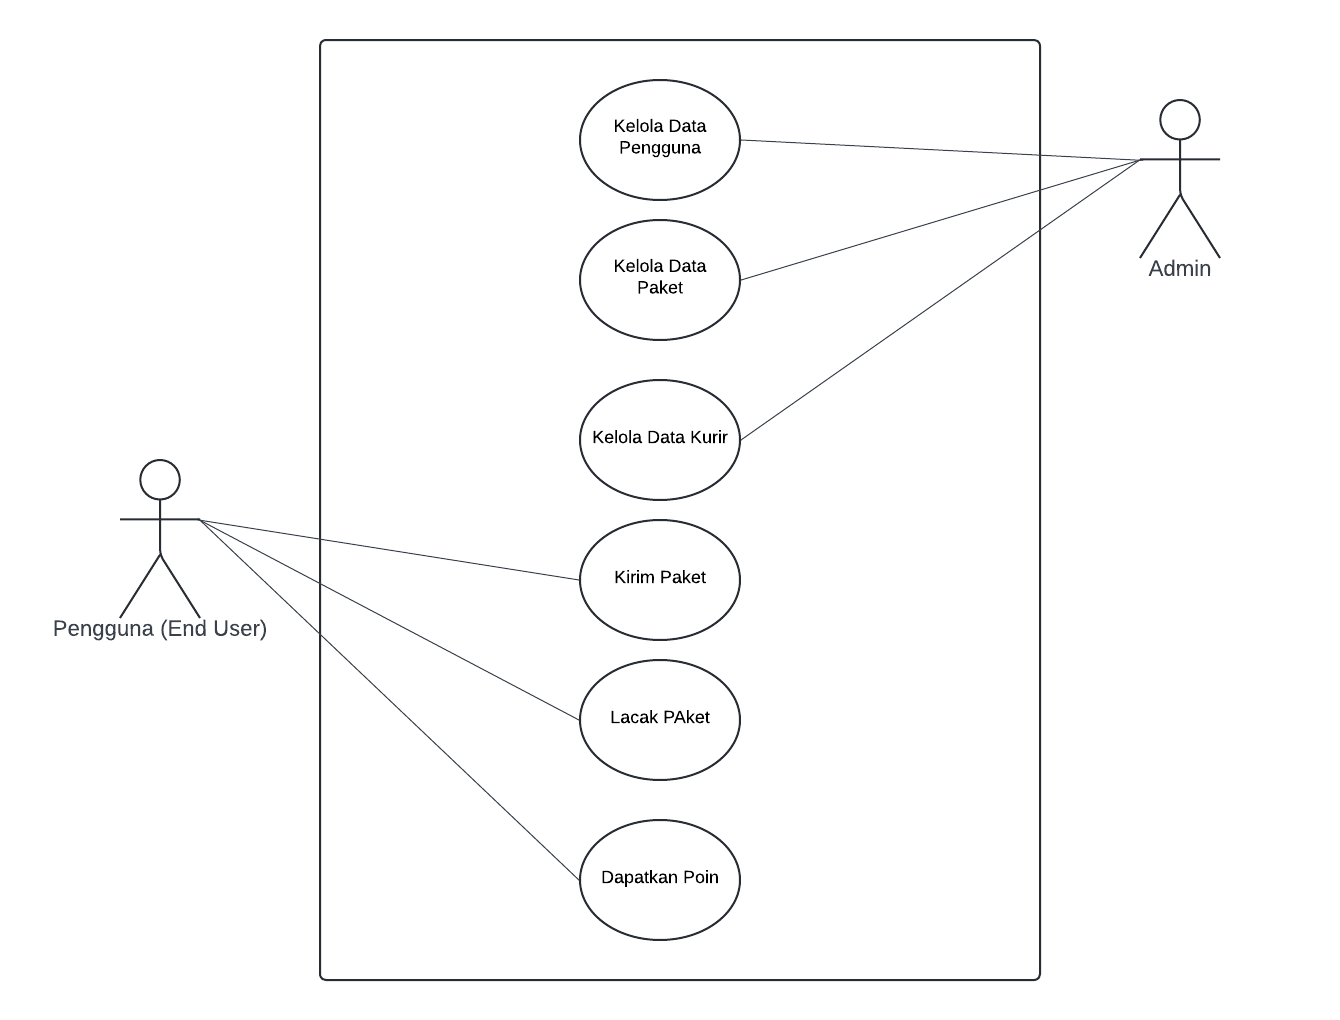 Kelola Data
Pengguna
Admin
Kelola Data
Paket
Kelola Data Kurir
Pengguna (End User)
Kirim Paket
Lacak PAket
Dapatkan Poin